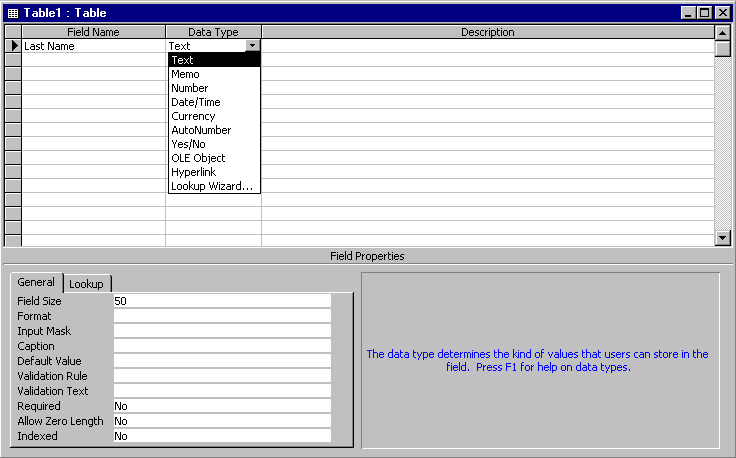 Table1 : Table
Field Name Data Type Description
Last Name Text
Text
Memo
Number
Date/Time
Currency
AutoNumber
Yes/No
OLE Object
Hyperlink
Lookup Wizard...
Field Properties
General Lookup
Field Size 50
Format
Input Mask
Caption
Default Value
Validation Rule
Validation Text
Required No
Allow Zero Length No
Indexed No
The data type determines the kind of values that users can store in the
field. Press F1 for help on data types.